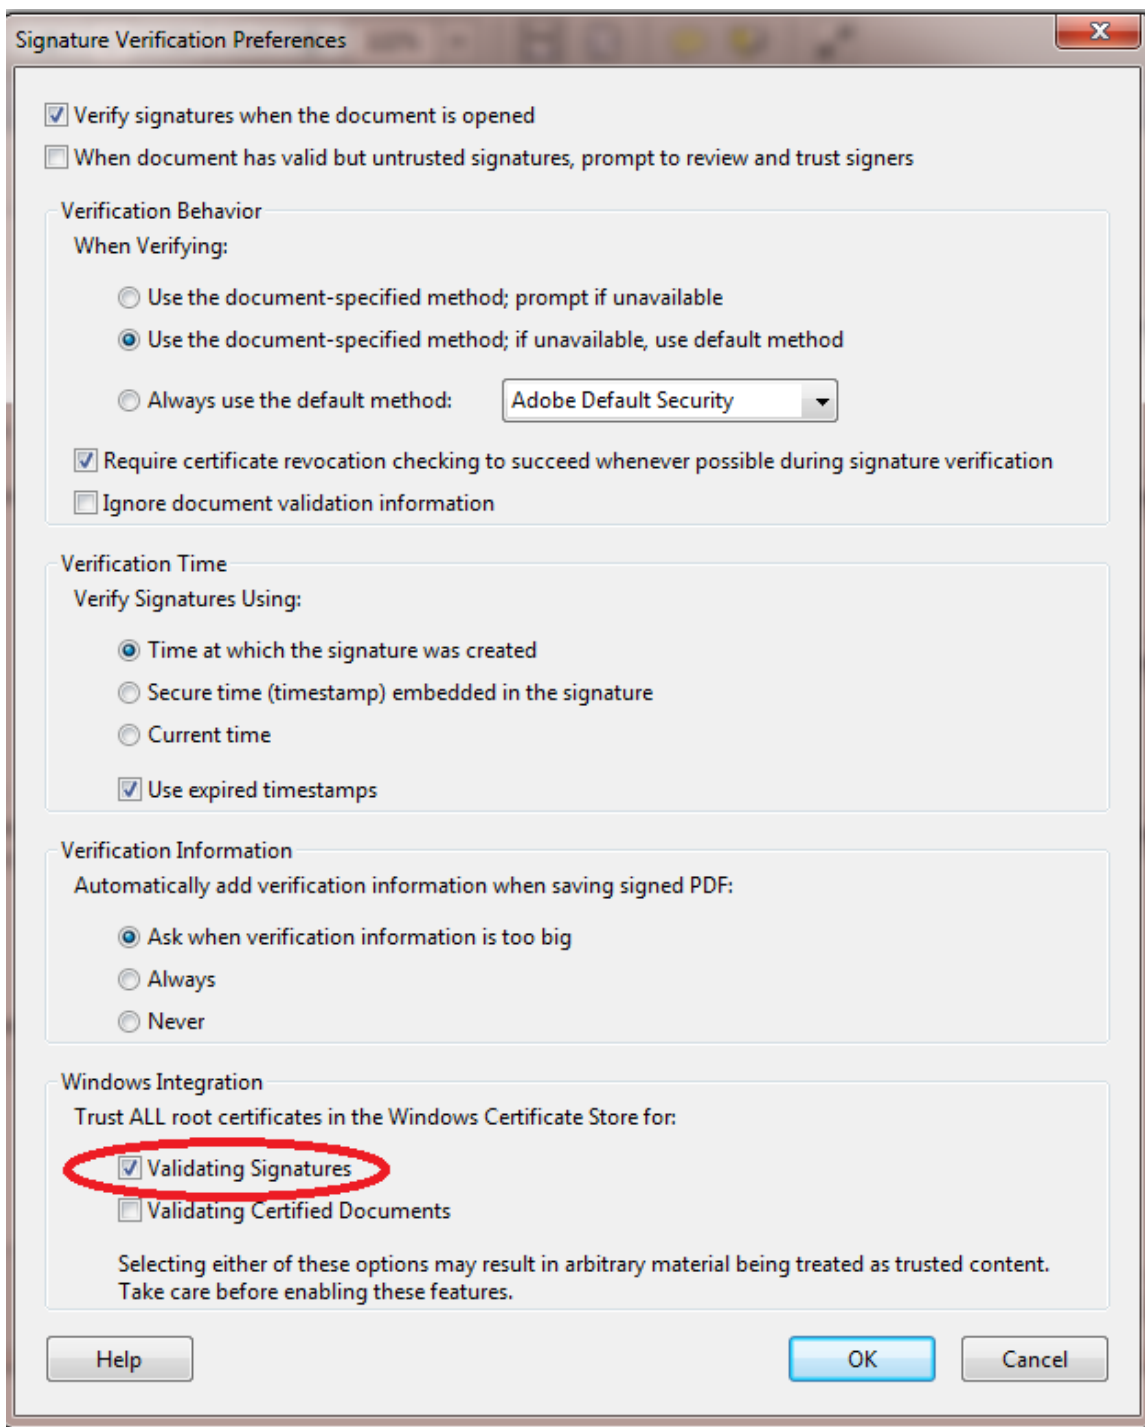 Signature Verification Preferences
Verify signatures when the document is opened
When document has valid but untrusted signatures, prompt to review and trust signers
Verification Behavior
When Verifying:
Use the document-specified method; prompt if unavailable
Use the document-specified method; if unavailable, use default method
Always use the default method: Adobe Default Security
Require certificate revocation checking to succeed whenever possible during signature verification
Ignore document validation information
Verification Time
Verify Signatures Using:
Time at which the signature was created
Secure time (timestamp) embedded in the signature
Current time
Use expired timestamps
Verification Information
Automatically add verification information when saving signed PDF:
Ask when verification information is too big
Always
Never
Windows Integration
Trust ALL root certificates in the Windows Certificate Store for:
Validating Signatures
Validating Certified Documents
Selecting either of these options may result in arbitrary material being treated as trusted content.
Take care before enabling these features.
Help OK Cancel